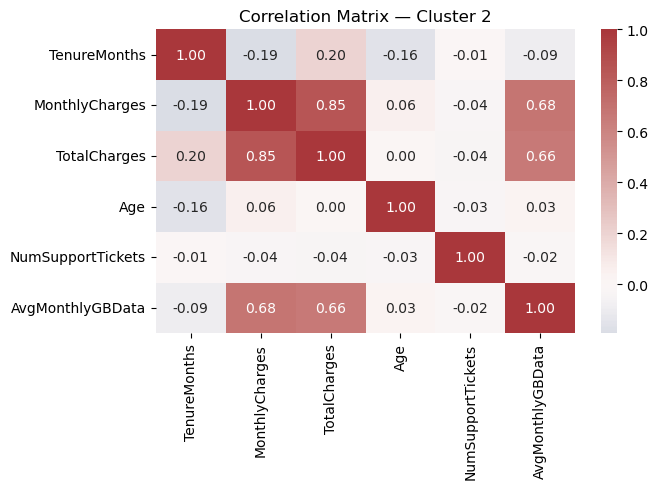 Correlation Matrix — Cluster 2
TenureMonths 1.00 -0.19 0.20 -0.16 -0.01 -0.09
MonthlyCharges -0.19 1.00 0.85 0.06 -0.04 0.68
TotalCharges 0.20 0.85 1.00 0.00 -0.04 0.66
Age -0.16 0.06 0.00 1.00 -0.03 0.03
NumSupportTickets -0.01 -0.04 -0.04 -0.03 1.00 -0.02
AvgMonthlyGBData -0.09 0.68 0.66 0.03 -0.02 1.00
TenureMonths
MonthlyCharges
TotalCharges
Age
NumSupportTickets
AvgMonthlyGBData
1.0
0.8
0.6
0.4
0.2
0.0